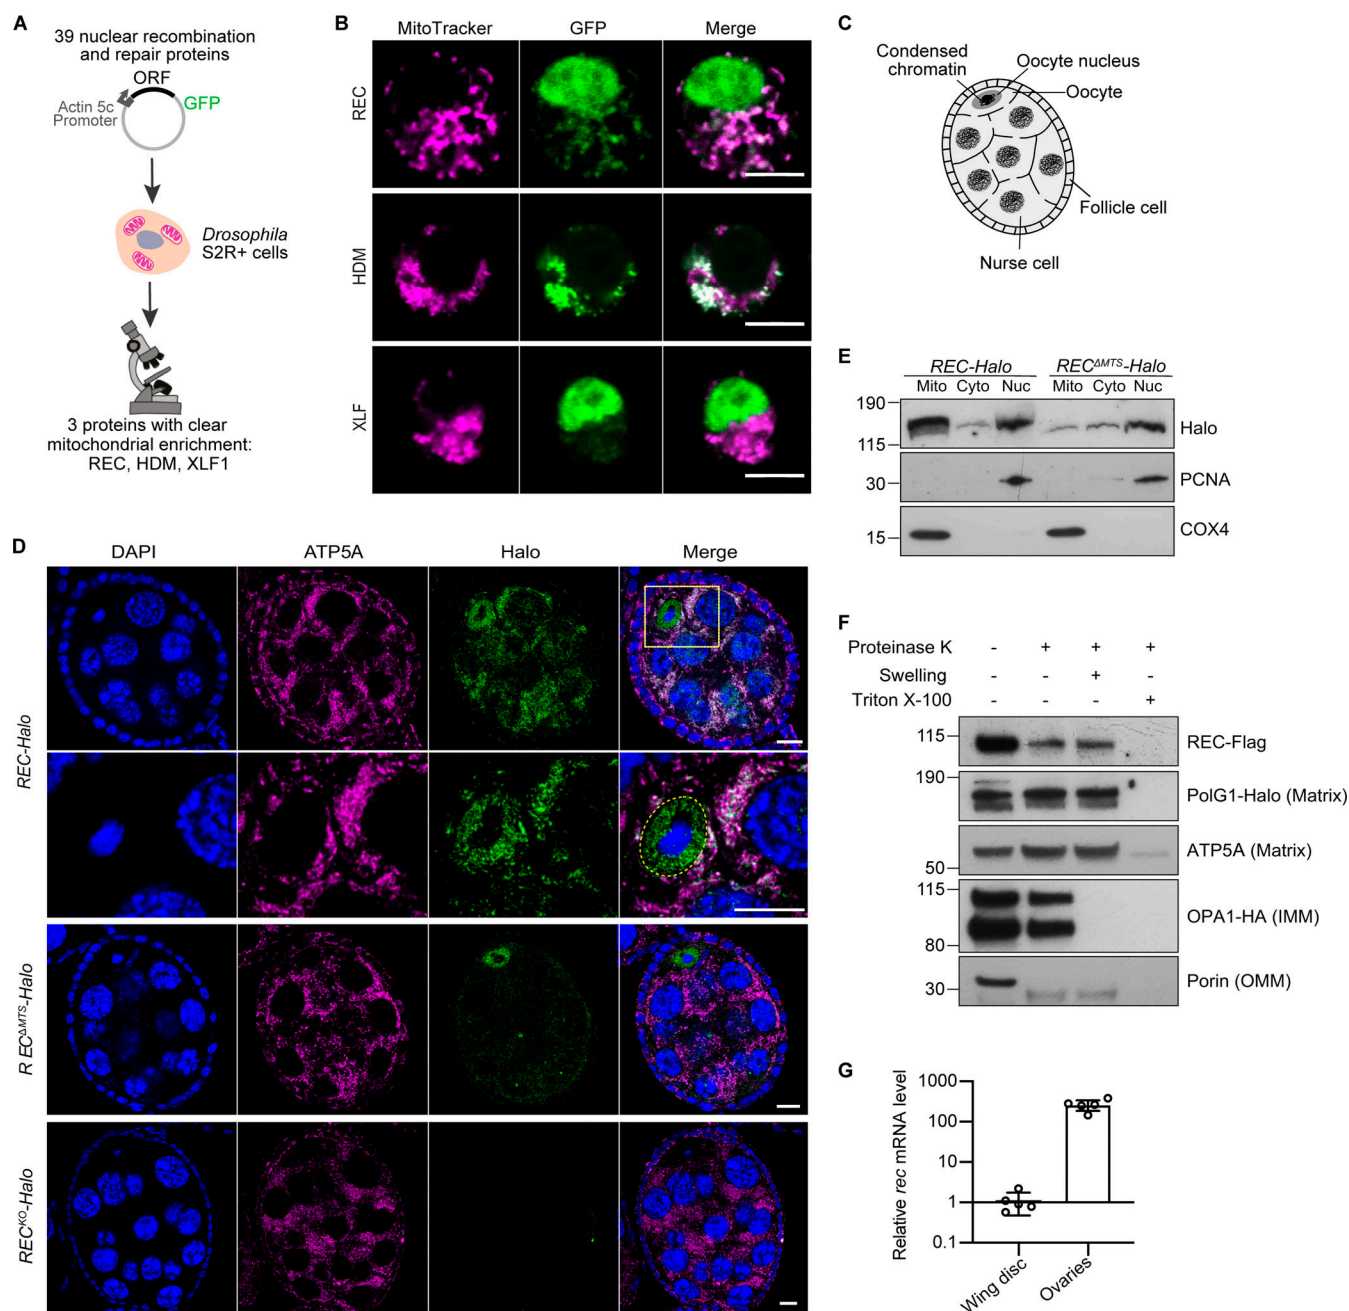 A
39 nuclear recombination
and repair proteins
ORF
Actin 5c
Promoter
GFP
Drosophila
S2R+ cells
3 proteins with clear
mitochondrial enrichment:
REC, HDM, XLF1
B
MitoTracker GFP Merge
REC
HDM
XLF
C
Condensed
chromatin
Oocyte nucleus
Oocyte
Follicle cell
Nurse cell
D
DAPI ATP5A Halo Merge
REC-Halo
R ECΔMTS-Halo
RECKO-Halo
E
REC-Halo RECΔMTS-Halo
Mito Cyto Nuc Mito Cyto Nuc
190
115
Halo
30
PCNA
15
COX4
F
Proteinase K - + + +
Swelling +
Triton X-100 - - - +
115
REC-Flag
190
PolG1-Halo (Matrix)
ATP5A (Matrix)
50
115
OPA1-HA (IMM)
80
30
Porin (OMM)
G
Relative rec mRNA level
1000
100
10
1
0.1
Wing disc
Ovaries